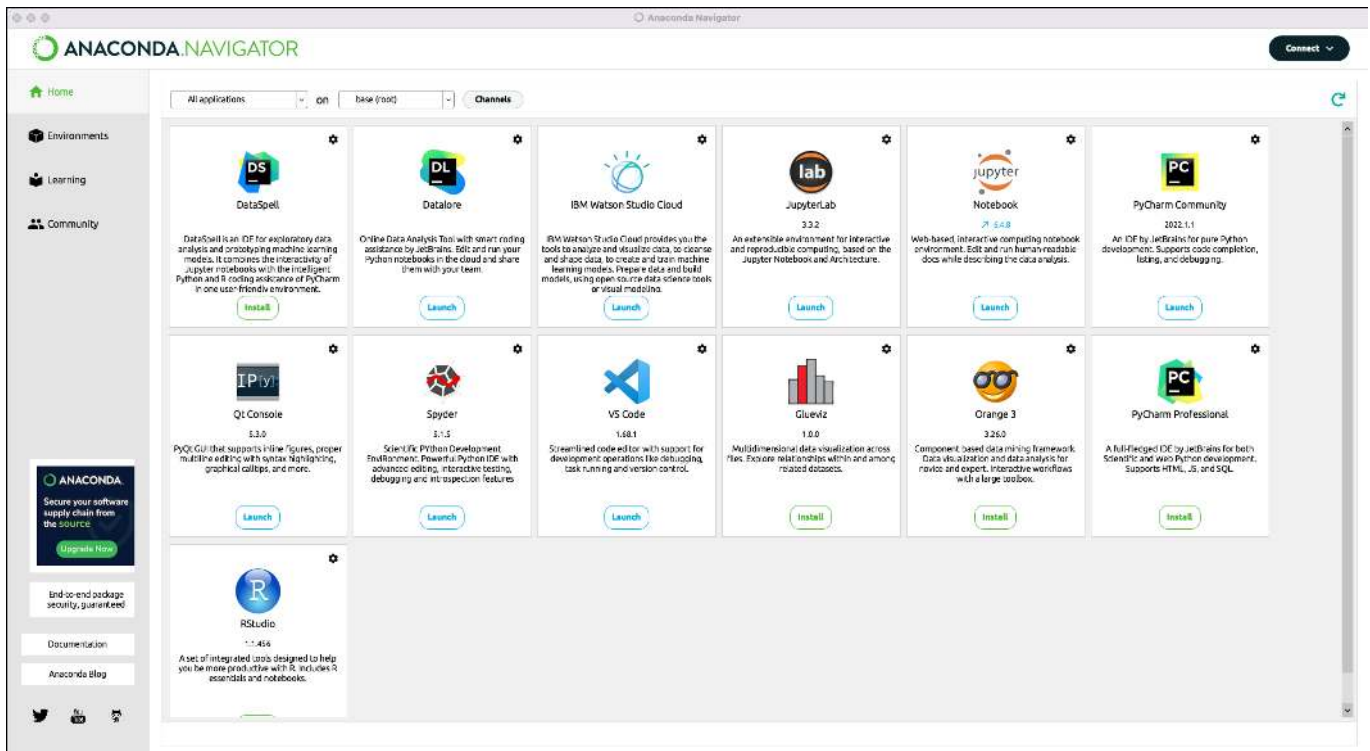 Anaconda Navigator
ANACONDA.NAVIGATOR
Connect
Home
Environments
Learning
Community
All applications
on
base (root)
Channels
DS
DataSpell
DataSpell is an IDE for exploratory data
analysis and prototyping machine learning
models. It combines the interactivity of
Jupyter notebooks with the intelligent
Python and R coding assistance of PyCharm
in one user-friendly environment.
Install
DL
Datalore
Online Data Analysis Tool with smart coding
assistance by JetBrains. Edit and run your
Python notebooks in the cloud and share
them with your team.
Launch
IBM Watson Studio Cloud
IBM Watson Studio Cloud provides you the
tools to analyze and visualize data, to cleanse
and shape data, to create and train machine
learning models. Prepare data and build
models, using open source data science tools
or visual modeling.
Launch
lab
JupyterLab
3.3.2
An extensible environment for interactive
and reproducible computing, based on the
Jupyter Notebook and Architecture.
Launch
jupyter
Notebook
6.4.8
Web-based, interactive computing notebook
environment. Edit and run human-readable
docs while describing the data analysis.
Launch
PC
PyCharm Community
2022.1.1
An IDE by JetBrains for pure Python
development. Supports code completion,
listing, and debugging.
Launch
IP[y]:
Qt Console
5.3.0
PyQt GUI that supports inline figures, proper
multiline editing with syntax highlighting,
graphical calltips, and more.
Launch
Spyder
5.1.5
Scientific PYthon Development
EnviRonment. Powerful Python IDE with
advanced editing, interactive testing,
debugging and introspection features
Launch
VS Code
1.68.1
Streamlined code editor with support for
development operations like debugging,
task running and version control.
Launch
Glueviz
1.0.0
Multidimensional data visualization across
files. Explore relationships within and among
related datasets.
Install
Orange 3
3.26.0
Component based data mining framework.
Data visualization and data analysis for
novice and expert. Interactive workflows
with a large toolbox.
Install
PC
PyCharm Professional
A full-fledged IDE by JetBrains for both
Scientific and Web Python development.
Supports HTML, JS, and SQL.
Install
R
RStudio
1.1.456
A set of integrated tools designed to help
you be more productive with R. Includes R
essentials and notebooks.
ANACONDA.
Secure your software
supply chain from
the source
Upgrade Now
End-to-end package
security, guaranteed
Documentation
Anaconda Blog